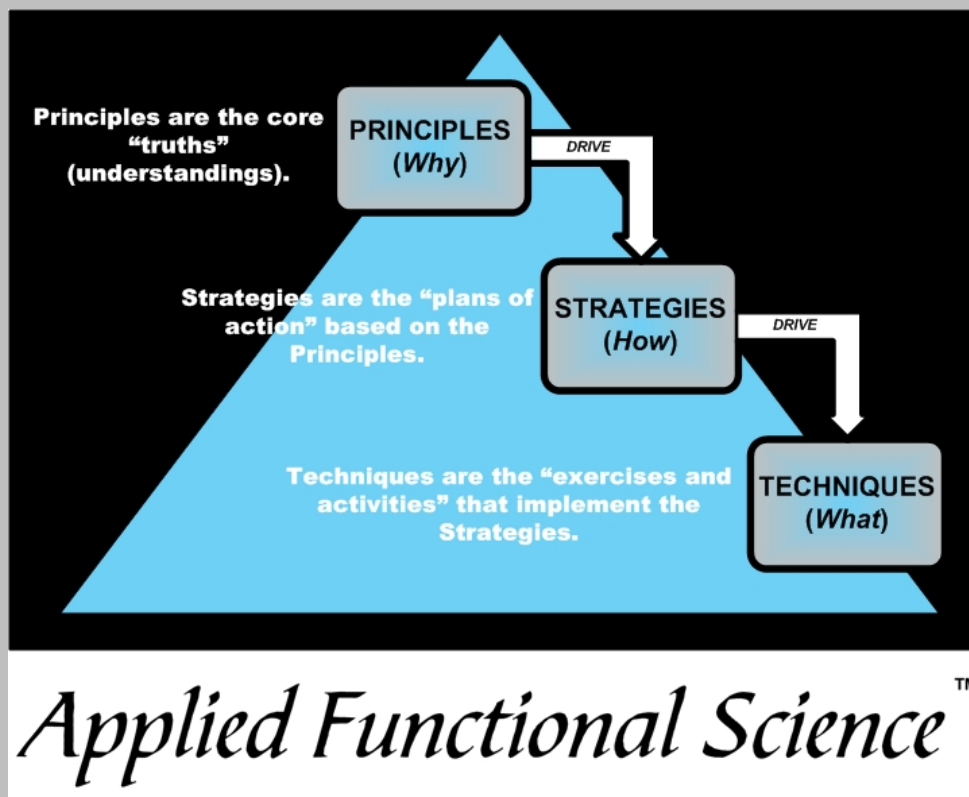 Principles are the core
“truths”
(understandings).
PRINCIPLES
(Why)
DRIVE
Strategies are the “plans of
action” based on the
Principles.
STRATEGIES
(How)
DRIVE
Techniques are the “exercises and
activities” that implement the
Strategies.
TECHNIQUES
(What)
Applied Functional Science ™